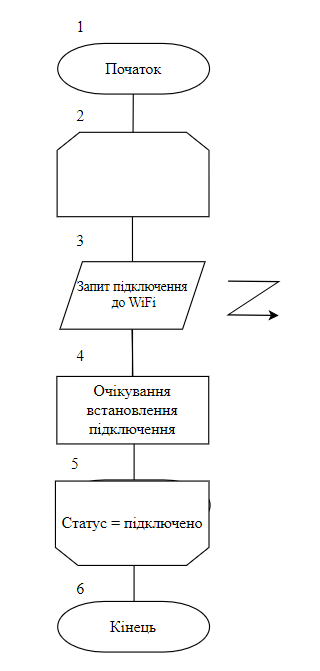 1
Початок
2
3
Запит підключення
до WiFi
4
Очікування
встановлення
підключення
5
Статус = підключено
6
Кінець